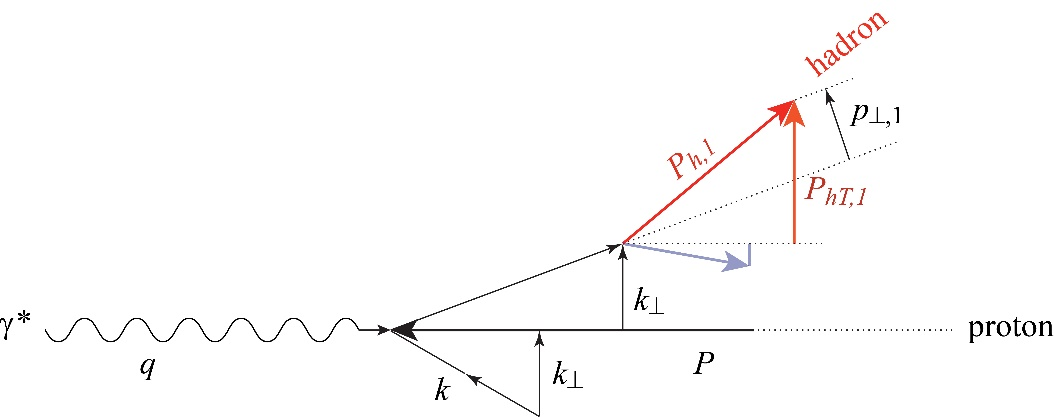 hadron
p⊥,1
Ph,1
PhT,1
k⊥
γ*
proton
q
P
k
k⊥